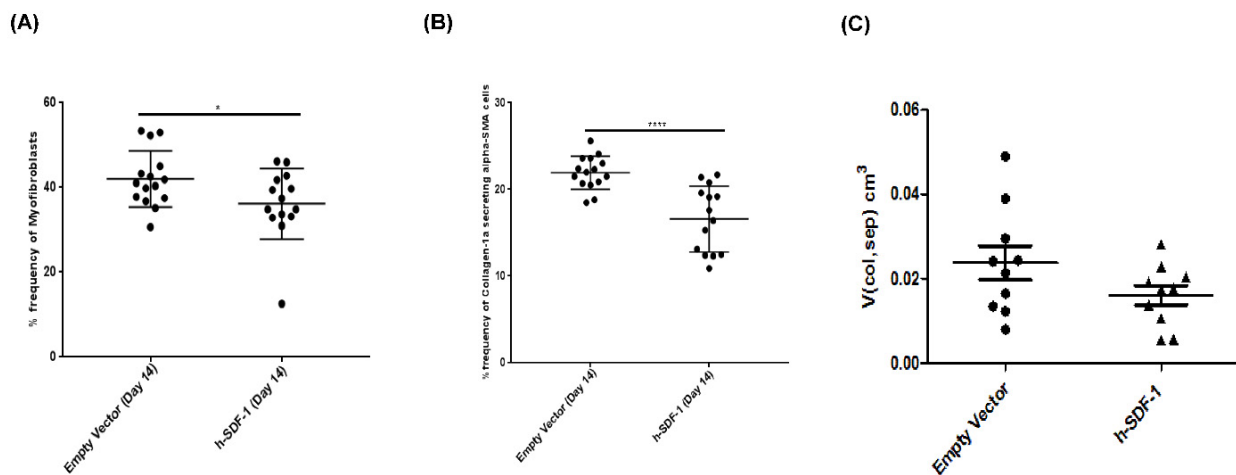 (A)
% frequency of Myofibroblasts
60
40
20
0
*
Empty Vector (Day 14)
h-SDF-1 (Day 14)
(B)
% frequency of Collagen-1a secreting alpha-SMA cells
30
20
10
0
****
Empty Vector (Day 14)
h-SDF-1 (Day 14)
(C)
V(col,sep) cm³
0.06
0.04
0.02
0.00
Empty Vector
h-SDF-1